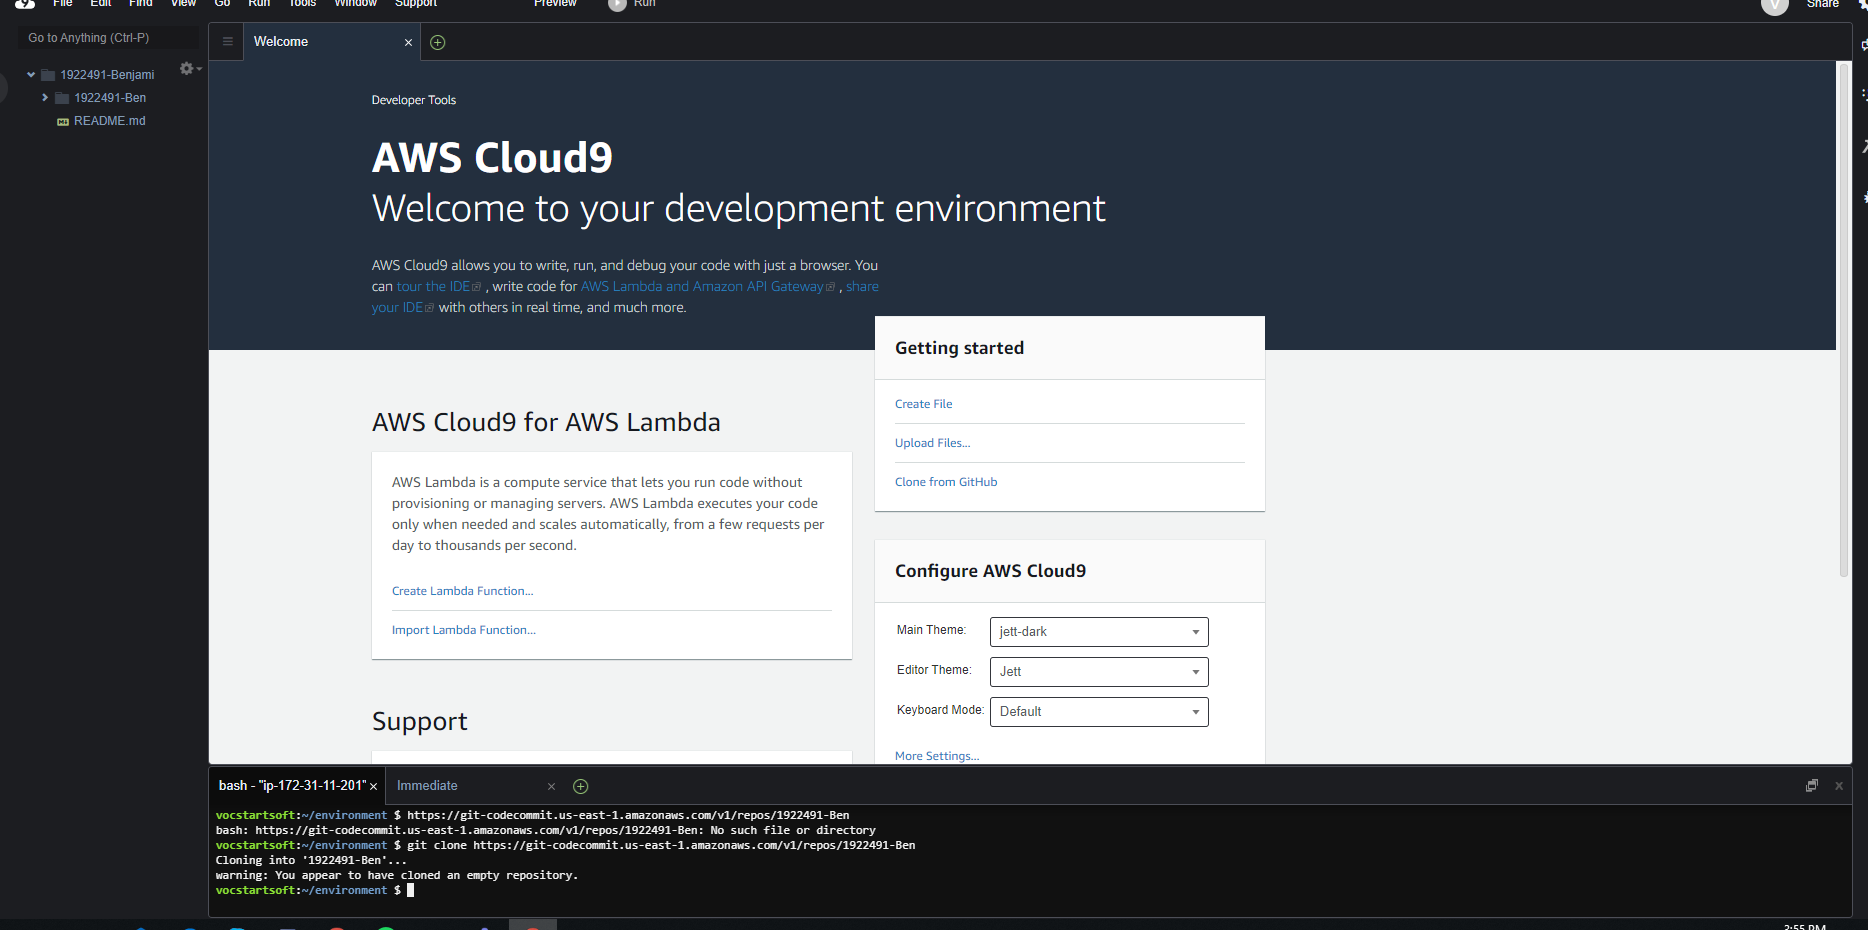 File Edit Find View Go Run Tools Window Support Preview Run Share
Go to Anything (Ctrl-P)
Welcome
1922491-Benjami
1922491-Ben
README.md
Developer Tools
AWS Cloud9
Welcome to your development environment
AWS Cloud9 allows you to write, run, and debug your code with just a browser. You
can tour the IDE , write code for AWS Lambda and Amazon API Gateway , share
your IDE with others in real time, and much more.
Getting started
Create File
Upload Files...
Clone from GitHub
AWS Cloud9 for AWS Lambda
AWS Lambda is a compute service that lets you run code without
provisioning or managing servers. AWS Lambda executes your code
only when needed and scales automatically, from a few requests per
day to thousands per second.
Create Lambda Function...
Import Lambda Function...
Configure AWS Cloud9
Main Theme: jett-dark
Editor Theme: Jett
Keyboard Mode: Default
More Settings...
Support
bash - "ip-172-31-11-201" Immediate
vocstartsoft:~/environment $ https://git-codecommit.us-east-1.amazonaws.com/v1/repos/1922491-Ben
bash: https://git-codecommit.us-east-1.amazonaws.com/v1/repos/1922491-Ben: No such file or directory
vocstartsoft:~/environment $ git clone https://git-codecommit.us-east-1.amazonaws.com/v1/repos/1922491-Ben
Cloning into '1922491-Ben'...
warning: You appear to have cloned an empty repository.
vocstartsoft:~/environment $